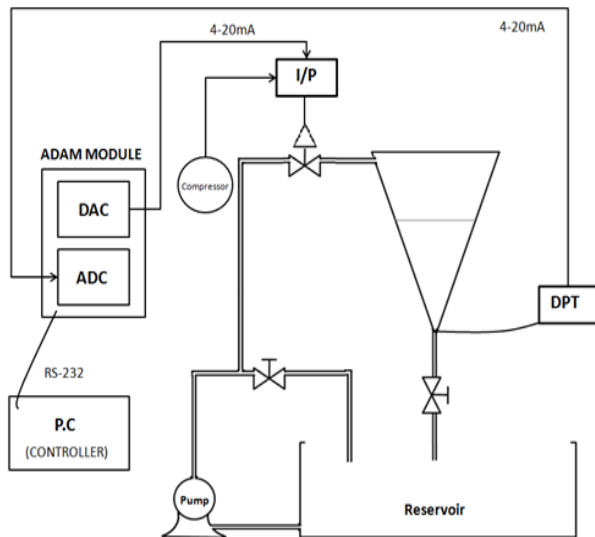 4-20mA
4-20mA
I/P
ADAM MODULE
DAC
Compressor
ADC
DPT
RS-232
P.C
(CONTROLLER)
Pump
Reservoir